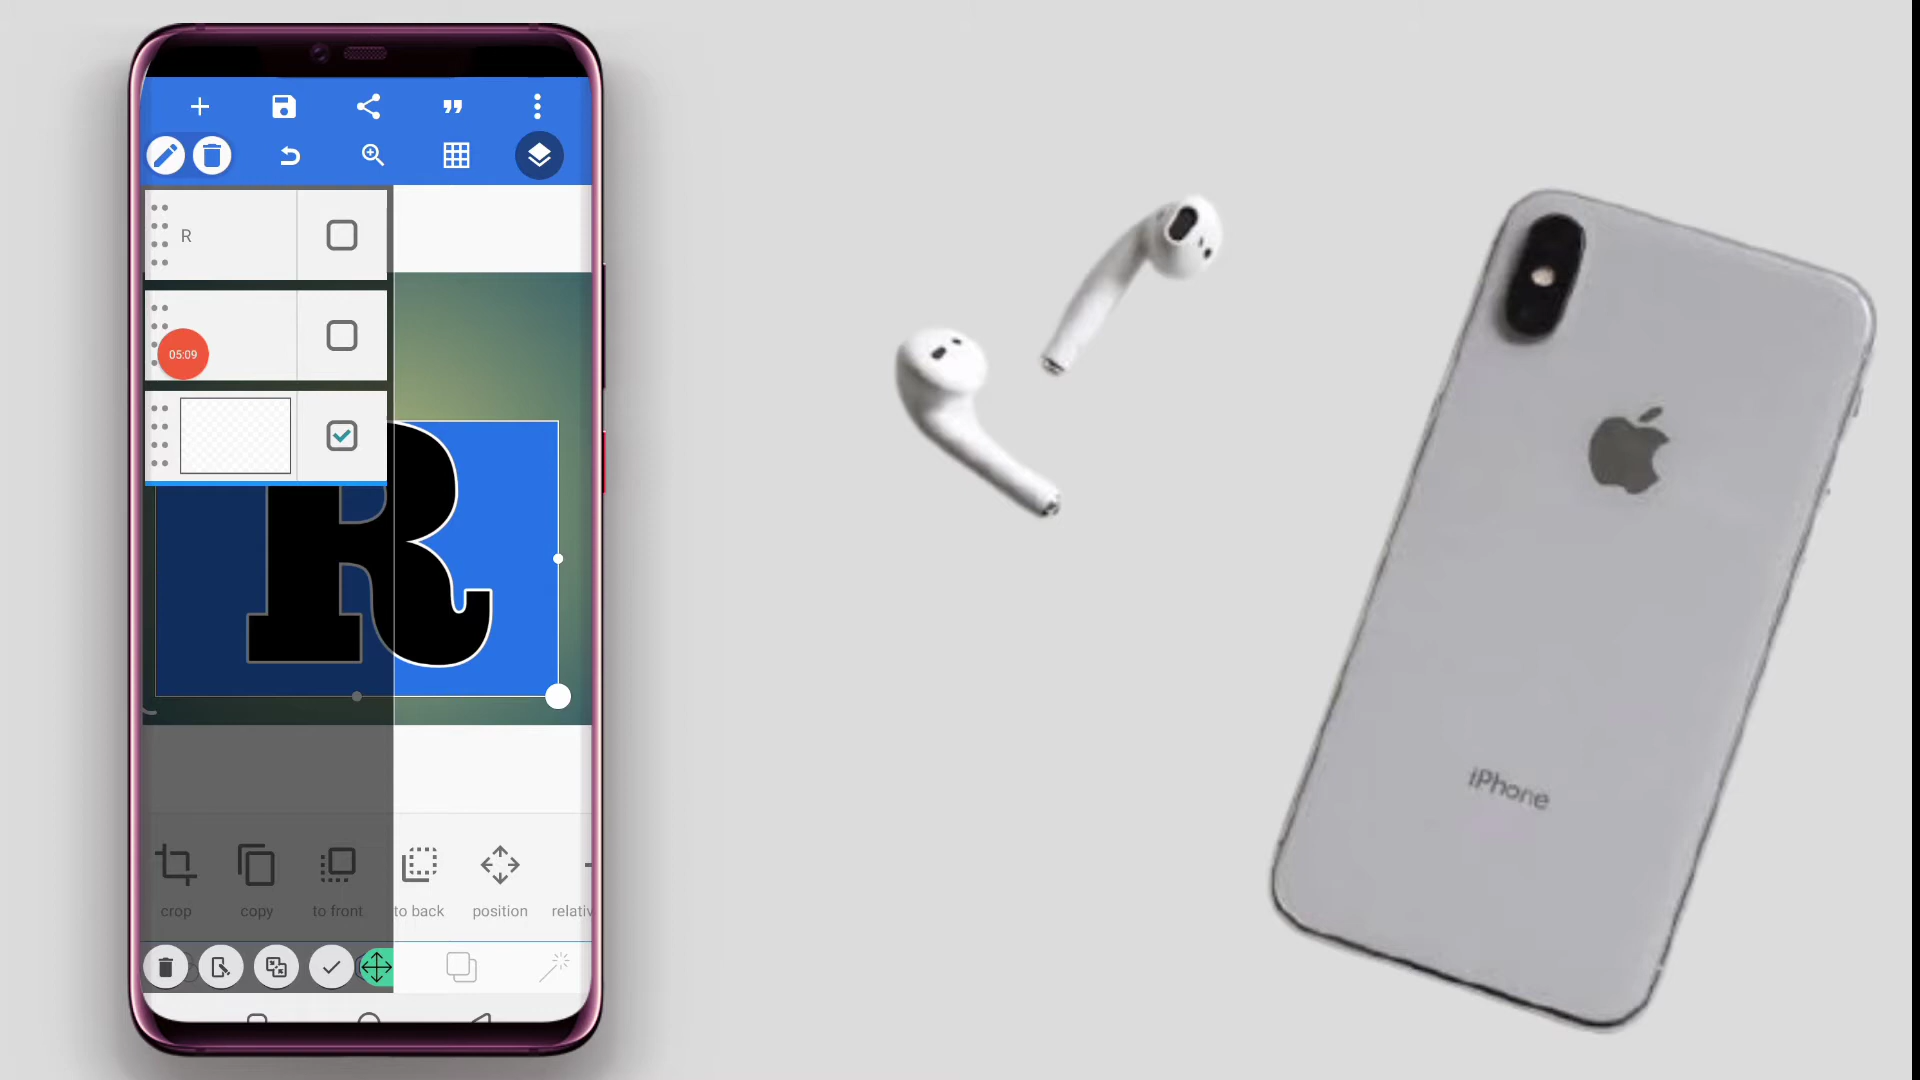 R
05:09
R
crop
copy
to front
to back
position
relativ
iPhone